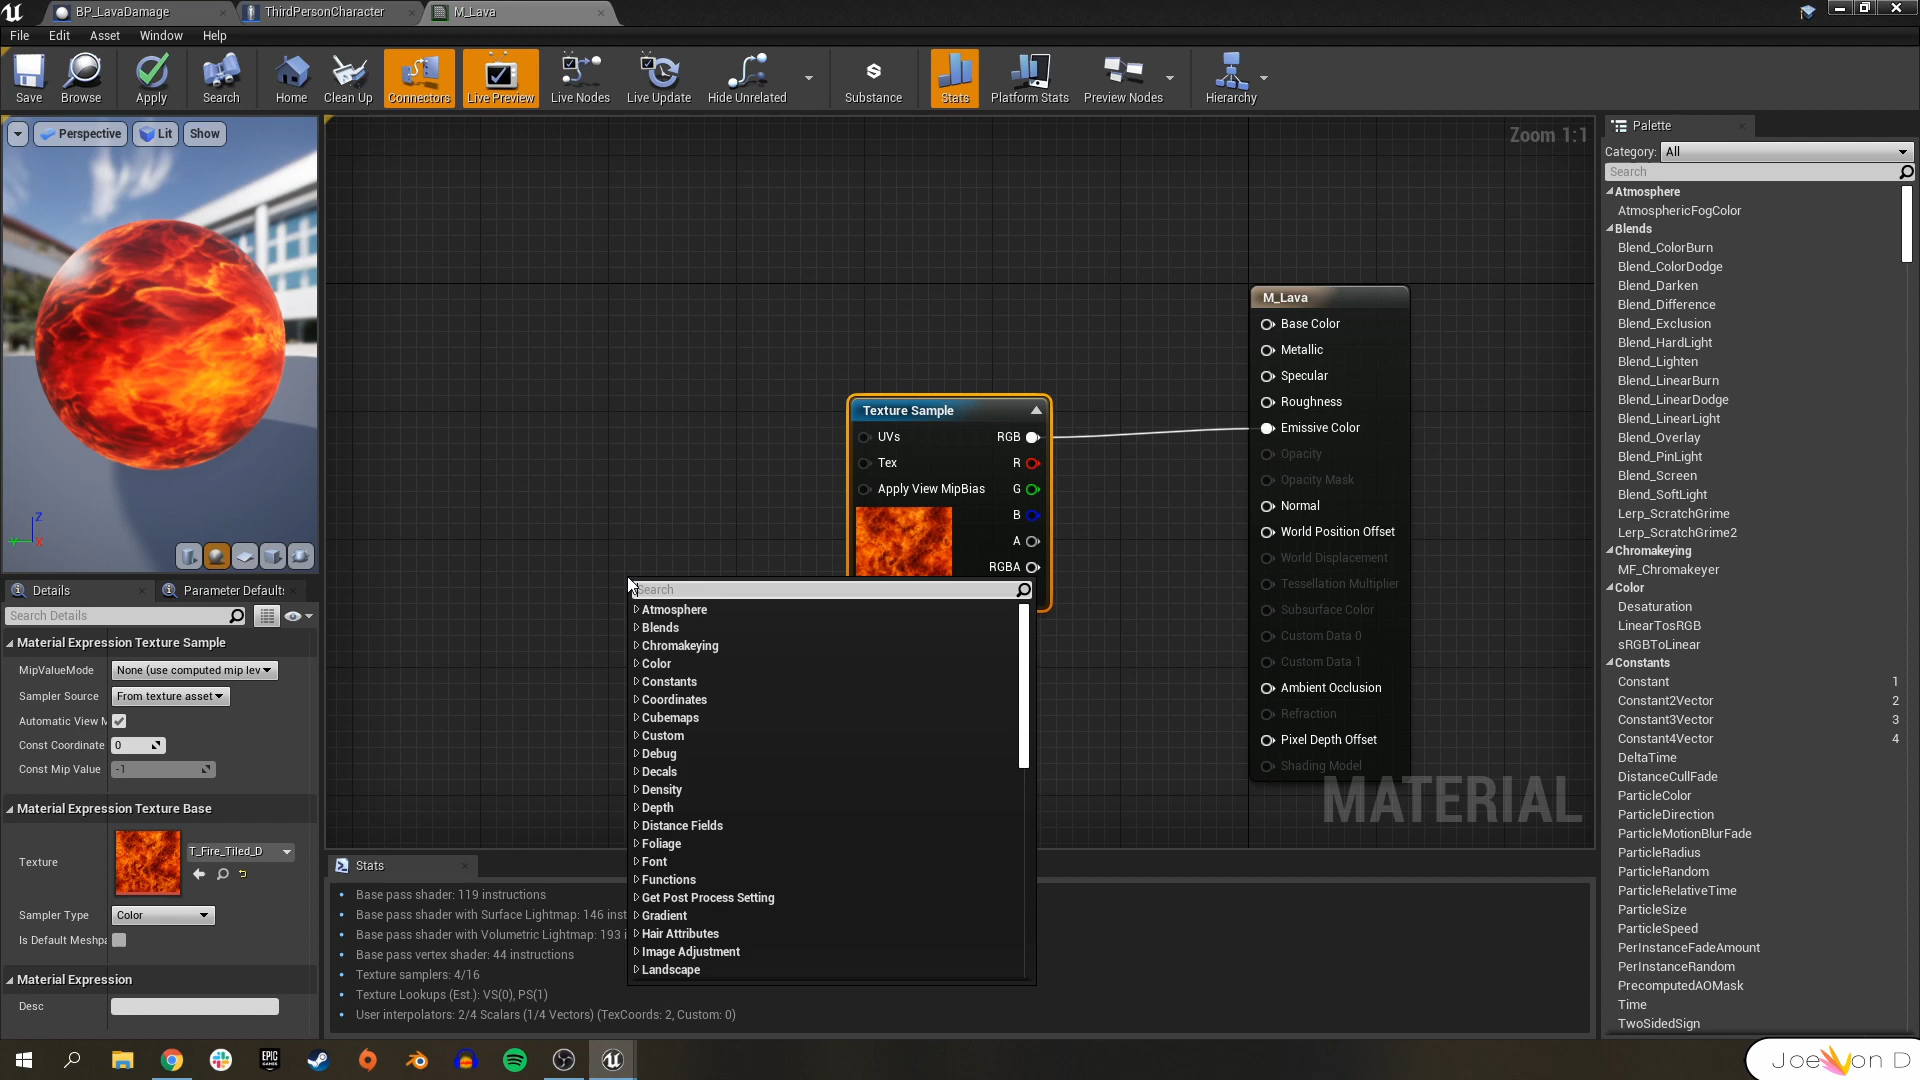 BP_LavaDamage
ThirdPersonCharacter
M_Lava
File Edit Asset Window Help
Save Browse Apply Search Home Clean Up Connectors Live Preview Live Nodes Live Update Hide Unrelated Substance Stats Platform Stats Preview Nodes Hierarchy
Perspective Lit Show
Z
Y X
Zoom 1:1
Texture Sample
UVs RGB
Tex R
Apply View MipBias G
B
A
RGBA
M_Lava
Base Color
Metallic
Specular
Roughness
Emissive Color
Opacity
Opacity Mask
Normal
World Position Offset
World Displacement
Tessellation Multiplier
Subsurface Color
Custom Data 0
Custom Data 1
Ambient Occlusion
Refraction
Pixel Depth Offset
Shading Model
MATERIAL
Search
Atmosphere
Blends
Chromakeying
Color
Constants
Coordinates
Cubemaps
Custom
Debug
Decals
Density
Depth
Distance Fields
Foliage
Font
Functions
Get Post Process Setting
Gradient
Hair Attributes
Image Adjustment
Landscape
Details
Parameter Default
Search Details
Material Expression Texture Sample
MipValueMode None (use computed mip lev
Sampler Source From texture asset
Automatic View M
Const Coordinate 0
Const Mip Value -1
Material Expression Texture Base
Texture T_Fire_Tiled_D
Sampler Type Color
Is Default Meshpa
Material Expression
Desc
Stats
Base pass shader: 119 instructions
Base pass shader with Surface Lightmap: 146 inst
Base pass shader with Volumetric Lightmap: 193 i
Base pass vertex shader: 44 instructions
Texture samplers: 4/16
Texture Lookups (Est.): VS(0), PS(1)
User interpolators: 2/4 Scalars (1/4 Vectors) (TexCoords: 2, Custom: 0)
Palette
Category: All
Search
Atmosphere
AtmosphericFogColor
Blends
Blend_ColorBurn
Blend_ColorDodge
Blend_Darken
Blend_Difference
Blend_Exclusion
Blend_HardLight
Blend_Lighten
Blend_LinearBurn
Blend_LinearDodge
Blend_LinearLight
Blend_Overlay
Blend_PinLight
Blend_Screen
Blend_SoftLight
Lerp_ScratchGrime
Lerp_ScratchGrime2
Chromakeying
MF_Chromakeyer
Color
Desaturation
LinearTosRGB
sRGBToLinear
Constants
Constant 1
Constant2Vector 2
Constant3Vector 3
Constant4Vector 4
DeltaTime
DistanceCullFade
ParticleColor
ParticleDirection
ParticleMotionBlurFade
ParticleRadius
ParticleRandom
ParticleRelativeTime
ParticleSize
ParticleSpeed
PerInstanceFadeAmount
PerInstanceRandom
PrecomputedAOMask
Time
TwoSidedSign
EPIC GAMES
Joe Von D